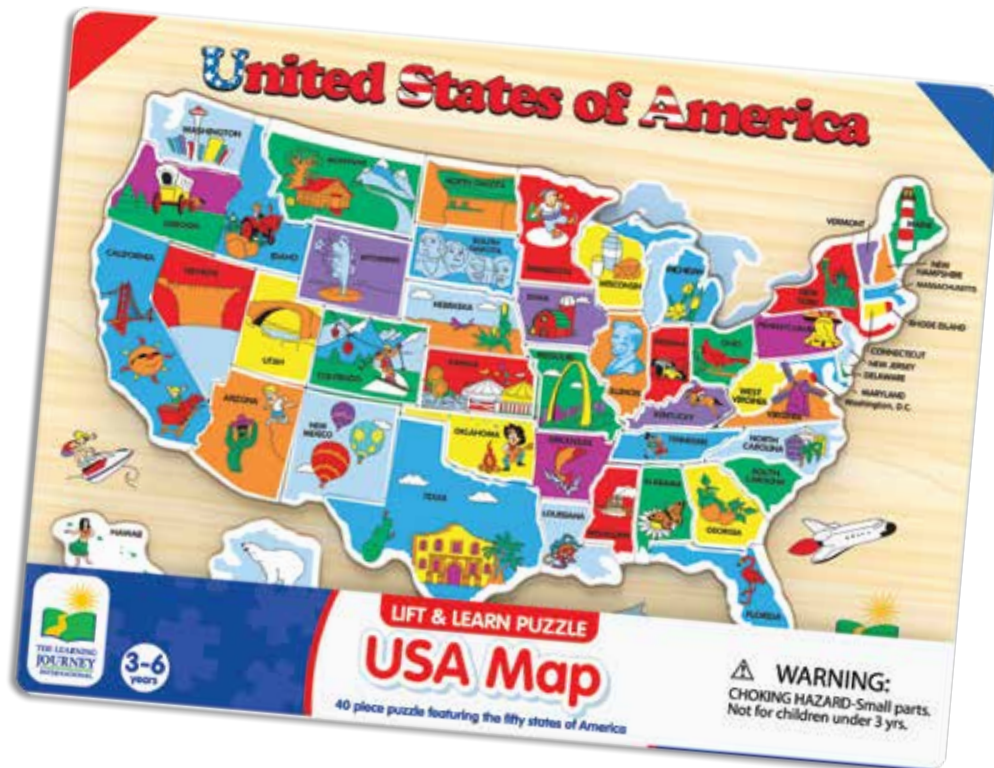 United States of America
WASHINGTON
MONTANA
NORTH DAKOTA
MINNESOTA
OREGON
IDAHO
WYOMING
SOUTH DAKOTA
WISCONSIN
MICHIGAN
VERMONT
MAINE
NEW HAMPSHIRE
MASSACHUSETTS
NEW YORK
RHODE ISLAND
CONNECTICUT
NEW JERSEY
DELAWARE
MARYLAND
Washington, D.C.
CALIFORNIA
NEVADA
UTAH
COLORADO
NEBRASKA
IOWA
ILLINOIS
INDIANA
OHIO
PENNSYLVANIA
KANSAS
MISSOURI
KENTUCKY
WEST VIRGINIA
VIRGINIA
ARIZONA
NEW MEXICO
OKLAHOMA
ARKANSAS
TENNESSEE
NORTH CAROLINA
SOUTH CAROLINA
TEXAS
LOUISIANA
MISSISSIPPI
ALABAMA
GEORGIA
FLORIDA
HAWAII
THE LEARNING
JOURNEY
INTERNATIONAL
3-6
years
LIFT & LEARN PUZZLE
USA Map
40 piece puzzle featuring the fifty states of America
WARNING:
CHOKING HAZARD-Small parts.
Not for children under 3 yrs.